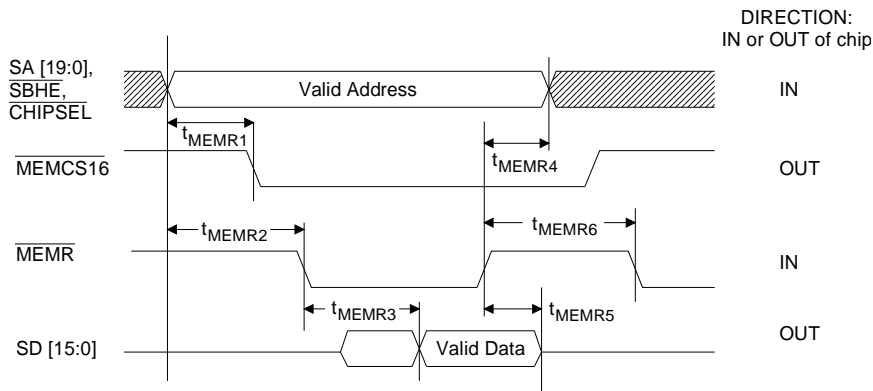 DIRECTION:
IN or OUT of chip
SA [19:0],
SBHE,
CHIPSEL
Valid Address
IN
tMEMR1
tMEMR4
MEMCS16
OUT
tMEMR2
tMEMR6
MEMR
IN
tMEMR3
tMEMR5
OUT
SD [15:0]
Valid Data